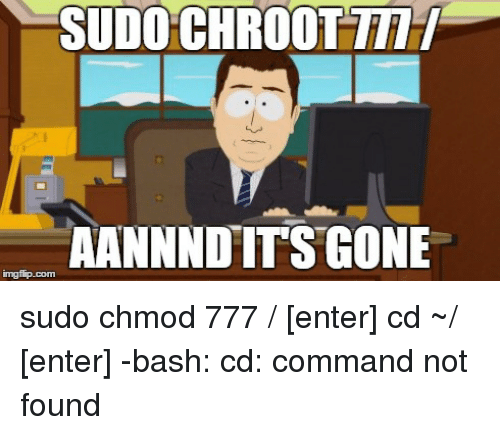 SUDO CHROOT 777 /
AANNND IT'S GONE
imgflip.com
sudo chmod 777 / [enter] cd ~/
[enter] -bash: cd: command not
found